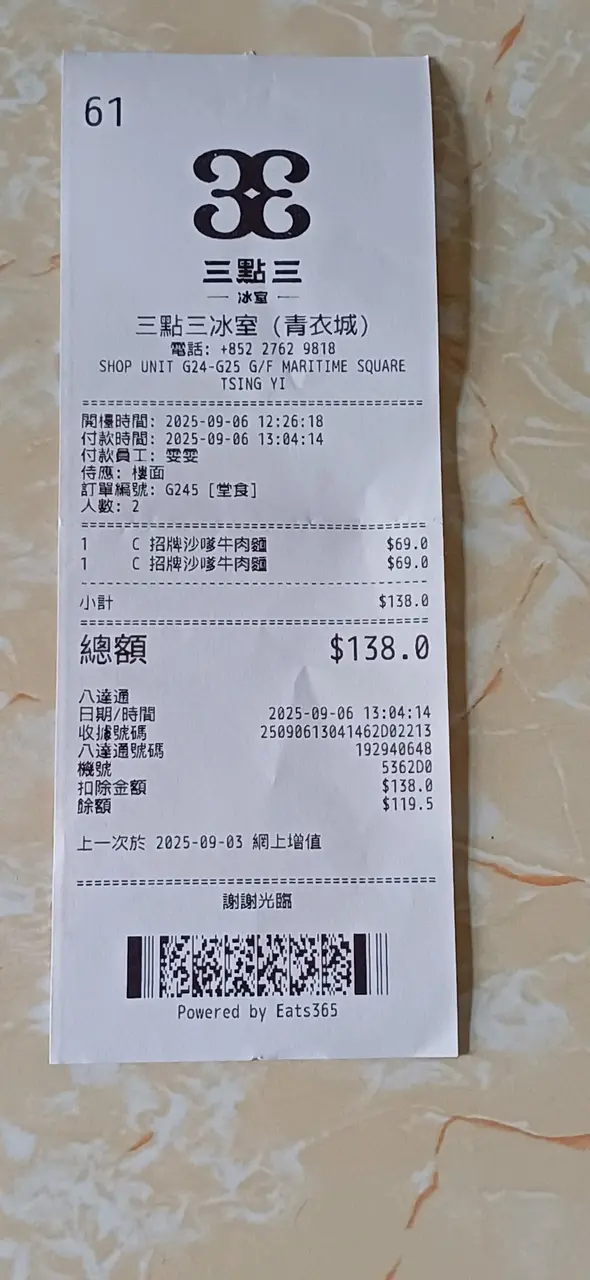 61
三點三
冰室
三點三冰室 (青衣城)
電話: +852 2762 9818
SHOP UNIT G24-G25 G/F MARITIME SQUARE
TSING YI
開檯時間: 2025-09-06 12:26:18
付款時間: 2025-09-06 13:04:14
付款員工: 雯雯
侍應: 樓面
訂單編號: G245 [堂食]
人數: 2
1 C 招牌沙嗲牛肉麵 $69.0
1 C 招牌沙嗲牛肉麵 $69.0
小計 $138.0
總額 $138.0
八達通
日期/時間 2025-09-06 13:04:14
收據號碼 25090613041462D02213
八達通號碼 192940648
機號 5362D0
扣除金額 $138.0
餘額 $119.5
上一次於 2025-09-03 網上增值
謝謝光臨
Powered by Eats365